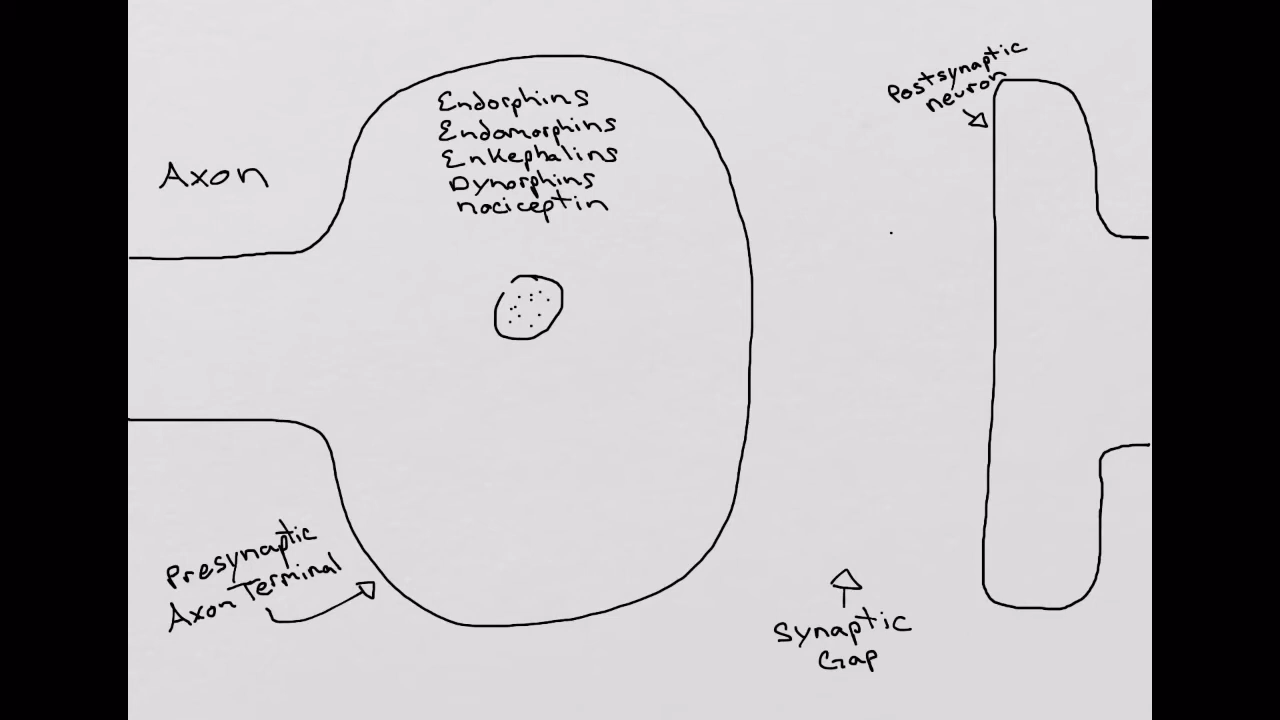 Axon
Endorphins
Endomorphins
Enkephalins
Dynorphins
nociceptin
Postsynaptic
neuron
Presynaptic
Axon Terminal
Synaptic
Gap